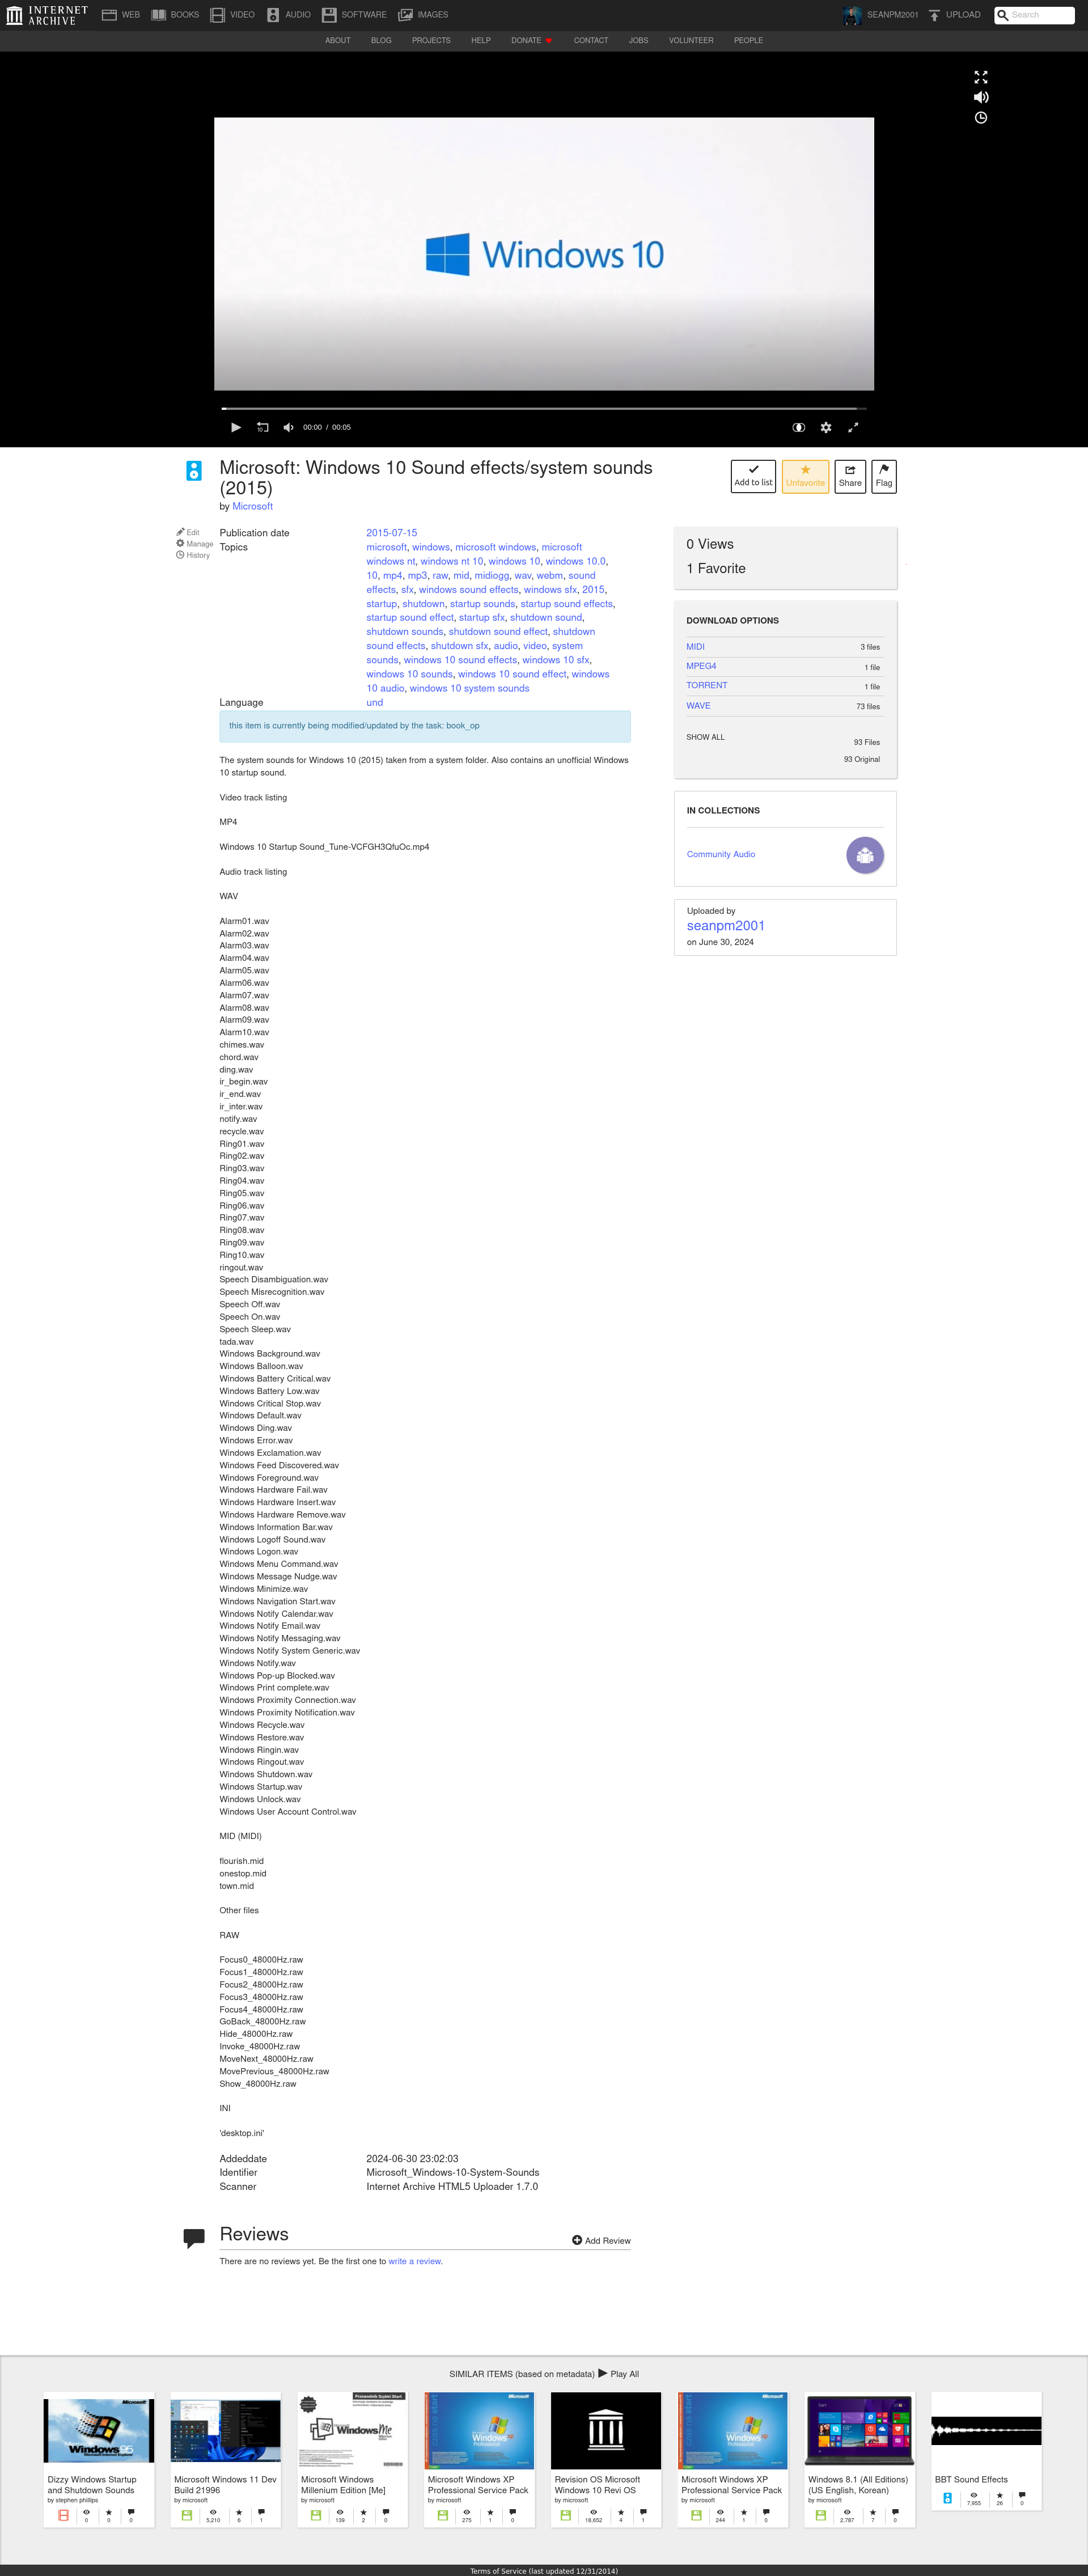 INTERNET ARCHIVE
WEB
BOOKS
VIDEO
AUDIO
SOFTWARE
IMAGES
SEANPM2001
UPLOAD
Search
ABOUT
BLOG
PROJECTS
HELP
DONATE
CONTACT
JOBS
VOLUNTEER
PEOPLE
Windows 10
10
00:00 / 00:05
Microsoft: Windows 10 Sound effects/system sounds
(2015)
by Microsoft
Add to list
Unfavorite
Share
Flag
Edit
Manage
History
Publication date 2015-07-15
Topics microsoft, windows, microsoft windows, microsoft
windows nt, windows nt 10, windows 10, windows 10.0,
10, mp4, mp3, raw, mid, midiogg, wav, webm, sound
effects, sfx, windows sound effects, windows sfx, 2015,
startup, shutdown, startup sounds, startup sound effects,
startup sound effect, startup sfx, shutdown sound,
shutdown sounds, shutdown sound effect, shutdown
sound effects, shutdown sfx, audio, video, system
sounds, windows 10 sound effects, windows 10 sfx,
windows 10 sounds, windows 10 sound effect, windows
10 audio, windows 10 system sounds
Language und
this item is currently being modified/updated by the task: book_op
The system sounds for Windows 10 (2015) taken from a system folder. Also contains an unofficial Windows
10 startup sound.
Video track listing
MP4
Windows 10 Startup Sound_Tune-VCFGH3QfuOc.mp4
Audio track listing
WAV
Alarm01.wav
Alarm02.wav
Alarm03.wav
Alarm04.wav
Alarm05.wav
Alarm06.wav
Alarm07.wav
Alarm08.wav
Alarm09.wav
Alarm10.wav
chimes.wav
chord.wav
ding.wav
ir_begin.wav
ir_end.wav
ir_inter.wav
notify.wav
recycle.wav
Ring01.wav
Ring02.wav
Ring03.wav
Ring04.wav
Ring05.wav
Ring06.wav
Ring07.wav
Ring08.wav
Ring09.wav
Ring10.wav
ringout.wav
Speech Disambiguation.wav
Speech Misrecognition.wav
Speech Off.wav
Speech On.wav
Speech Sleep.wav
tada.wav
Windows Background.wav
Windows Balloon.wav
Windows Battery Critical.wav
Windows Battery Low.wav
Windows Critical Stop.wav
Windows Default.wav
Windows Ding.wav
Windows Error.wav
Windows Exclamation.wav
Windows Feed Discovered.wav
Windows Foreground.wav
Windows Hardware Fail.wav
Windows Hardware Insert.wav
Windows Hardware Remove.wav
Windows Information Bar.wav
Windows Logoff Sound.wav
Windows Logon.wav
Windows Menu Command.wav
Windows Message Nudge.wav
Windows Minimize.wav
Windows Navigation Start.wav
Windows Notify Calendar.wav
Windows Notify Email.wav
Windows Notify Messaging.wav
Windows Notify System Generic.wav
Windows Notify.wav
Windows Pop-up Blocked.wav
Windows Print complete.wav
Windows Proximity Connection.wav
Windows Proximity Notification.wav
Windows Recycle.wav
Windows Restore.wav
Windows Ringin.wav
Windows Ringout.wav
Windows Shutdown.wav
Windows Startup.wav
Windows Unlock.wav
Windows User Account Control.wav
MID (MIDI)
flourish.mid
onestop.mid
town.mid
Other files
RAW
Focus0_48000Hz.raw
Focus1_48000Hz.raw
Focus2_48000Hz.raw
Focus3_48000Hz.raw
Focus4_48000Hz.raw
GoBack_48000Hz.raw
Hide_48000Hz.raw
Invoke_48000Hz.raw
MoveNext_48000Hz.raw
MovePrevious_48000Hz.raw
Show_48000Hz.raw
INI
'desktop.ini'
Addeddate 2024-06-30 23:02:03
Identifier Microsoft_Windows-10-System-Sounds
Scanner Internet Archive HTML5 Uploader 1.7.0
0 Views
1 Favorite
DOWNLOAD OPTIONS
MIDI 3 files
MPEG4 1 file
TORRENT 1 file
WAVE 73 files
SHOW ALL
93 Files
93 Original
IN COLLECTIONS
Community Audio
Uploaded by
seanpm2001
on June 30, 2024
Reviews
Add Review
There are no reviews yet. Be the first one to write a review.
SIMILAR ITEMS (based on metadata) Play All
Microsoft
Windows 95
Dizzy Windows Startup
and Shutdown Sounds
by stephen phillips
0 0 0
Microsoft Windows 11 Dev
Build 21996
by microsoft
5,210 6 1
Windows Me
Microsoft Windows
Millenium Edition [Me]
by microsoft
139 2 0
Microsoft
Windows xp
Professional
Microsoft Windows XP
Professional Service Pack
by microsoft
275 1 0
Revision OS Microsoft
Windows 10 Revi OS
by microsoft
18,652 4 1
Microsoft
Windows xp
Professional
Microsoft Windows XP
Professional Service Pack
by microsoft
244 1 0
Windows 8.1 (All Editions)
(US English, Korean)
by microsoft
2,787 7 0
BBT Sound Effects
7,955 26 0
Terms of Service (last updated 12/31/2014)